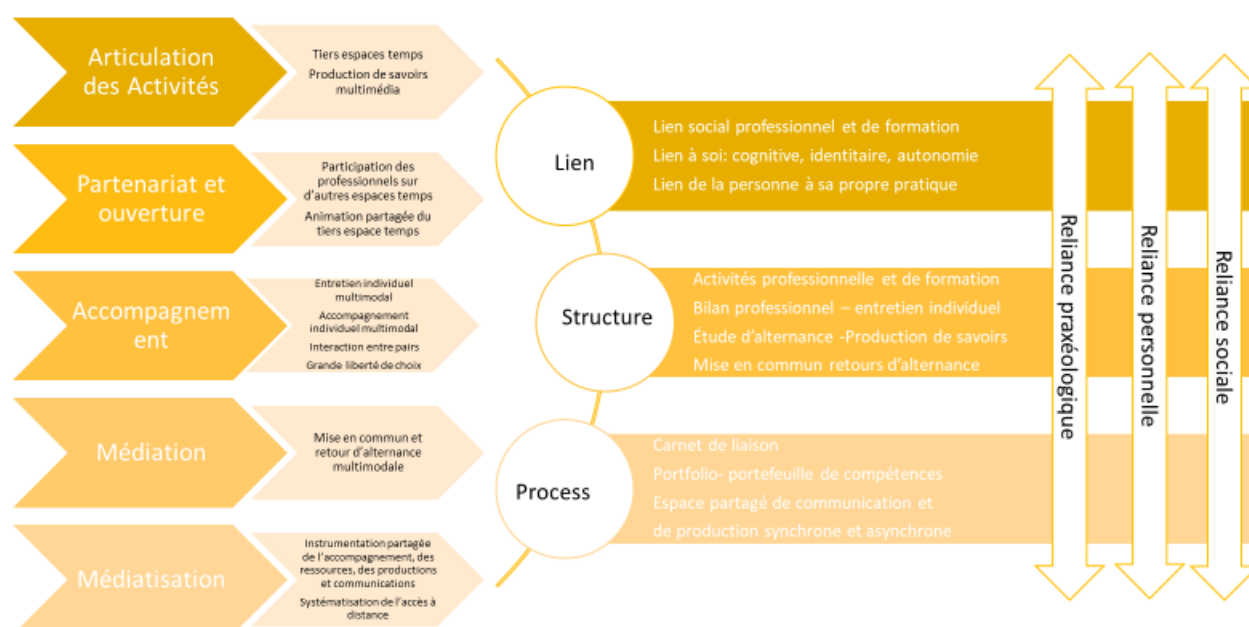 Articulation
des Activités
Tiers espaces temps
Production de savoirs
multimédia
Partenariat et
ouverture
Participation des
professionnels sur
d'autres espaces temps
Animation partagée du
tiers espace temps
Accompagnem
ent
Entretien individuel
multimodal
Accompagnement
individuel multimodal
Interaction entre pairs
Grande liberté de choix
Médiation
Mise en commun et
retour d'alternance
multimodale
Médiatisation
Instrumentation partagée
de l'accompagnement, des
ressources, des productions
et communications
Systématisation de l'accès à
distance
Lien
Lien social professionnel et de formation
Lien à soi: cognitive, identitaire, autonomie
Lien de la personne à sa propre pratique
Structure
Activités professionnelle et de formation
Bilan professionnel – entretien individuel
Étude d'alternance -Production de savoirs
Mise en commun retours d'alternance
Process
Carnet de liaison
Portfolio- portefeuille de compétences
Espace partagé de communication et
de production synchrone et asynchrone
Reliance praxéologique
Reliance personnelle
Reliance sociale